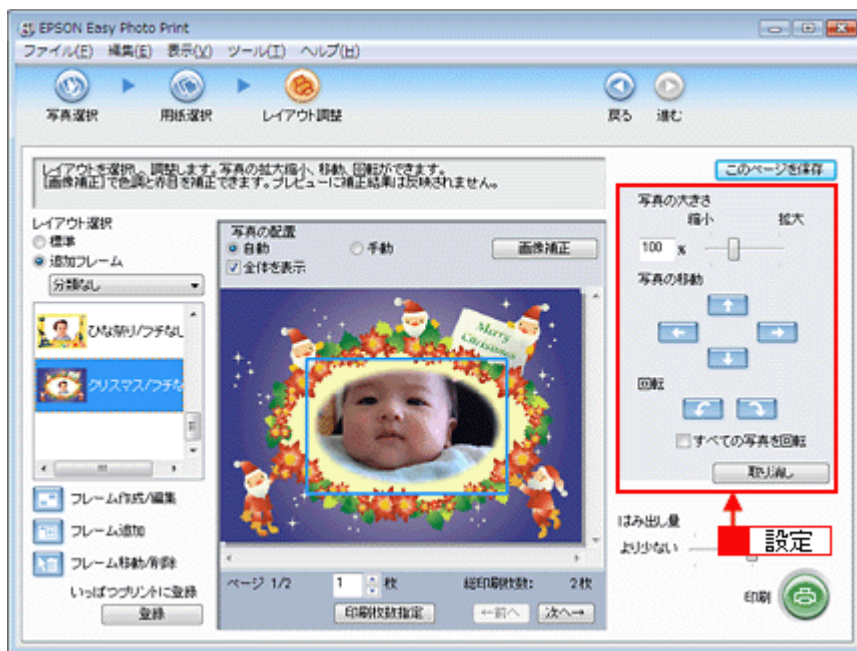 EPSON Easy Photo Print
ファイル(F) 編集(E) 表示(V) ツール(T) ヘルプ(H)
写真選択 用紙選択 レイアウト調整 戻る 進む
レイアウトを選択し、調整します。写真の拡大縮小、移動、回転ができます。
[画像補正]で色調と赤目を補正できます。プレビューに補正結果は反映されません。
このページを保存
レイアウト選択
標準
追加フレーム
分類なし
ひな祭り/フチなし
クリスマス/フチな
フレーム作成/編集
フレーム追加
フレーム移動/削除
いっぱつプリントに登録
登録
写真の配置
自動 手動 画像補正
全体を表示
Merry
Christmas
ページ 1/2 1 枚 総印刷枚数: 2枚
印刷枚数指定 ←前へ 次へ→
写真の大きさ
縮小 拡大
100 %
写真の移動
回転
すべての写真を回転
取り消し
はみ出し量
より少ない
設定
印刷